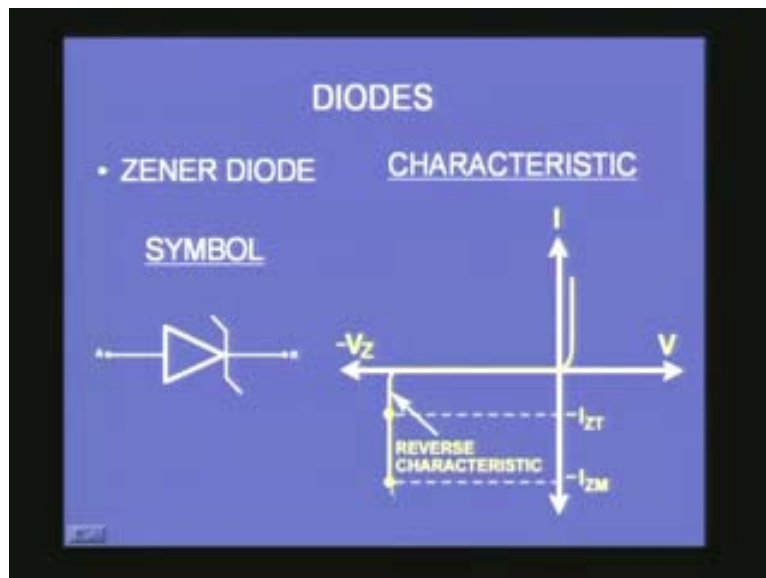 DIODES
• ZENER DIODE
CHARACTERISTIC
SYMBOL
I
-VZ
V
-IZT
REVERSE
CHARACTERISTIC
-IZM